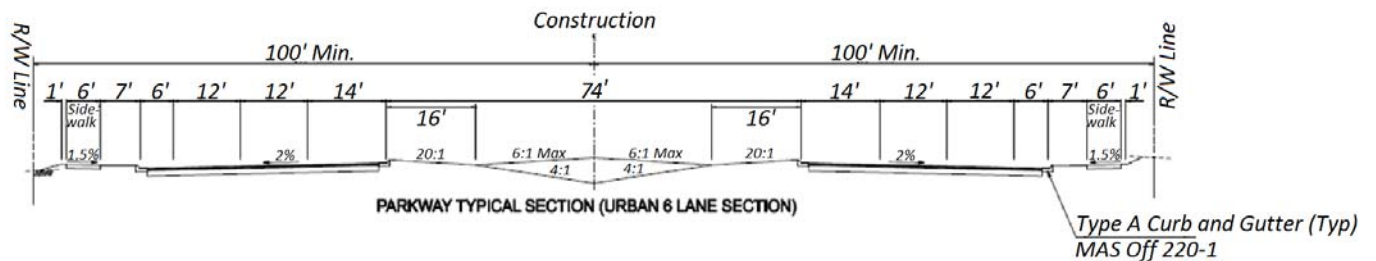 Construction
R/W Line
100' Min.
100' Min.
R/W Line
1' 6' 7' 6' 12' 12' 14' 74' 14' 12' 12' 6' 7' 6' 1'
Side-
walk
16'
16'
Side-
walk
1.5% 2% 20:1 6:1 Max 6:1 Max 20:1 2% 1.5%
4:1 4:1
PARKWAY TYPICAL SECTION (URBAN 6 LANE SECTION)
Type A Curb and Gutter (Typ)
MAS Off 220-1